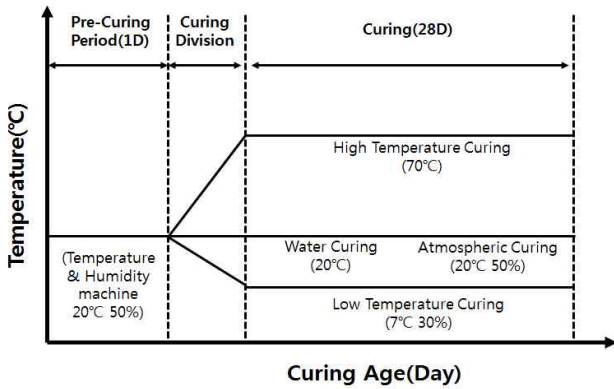 Pre-Curing
Period(1D)
Curing
Division
Curing(28D)
Temperature(℃)
High Temperature Curing
(70℃)
(Temperature
& Humidity
machine
20℃ 50%)
Water Curing
(20℃)
Atmospheric Curing
(20℃ 50%)
Low Temperature Curing
(7℃ 30%)
Curing Age(Day)